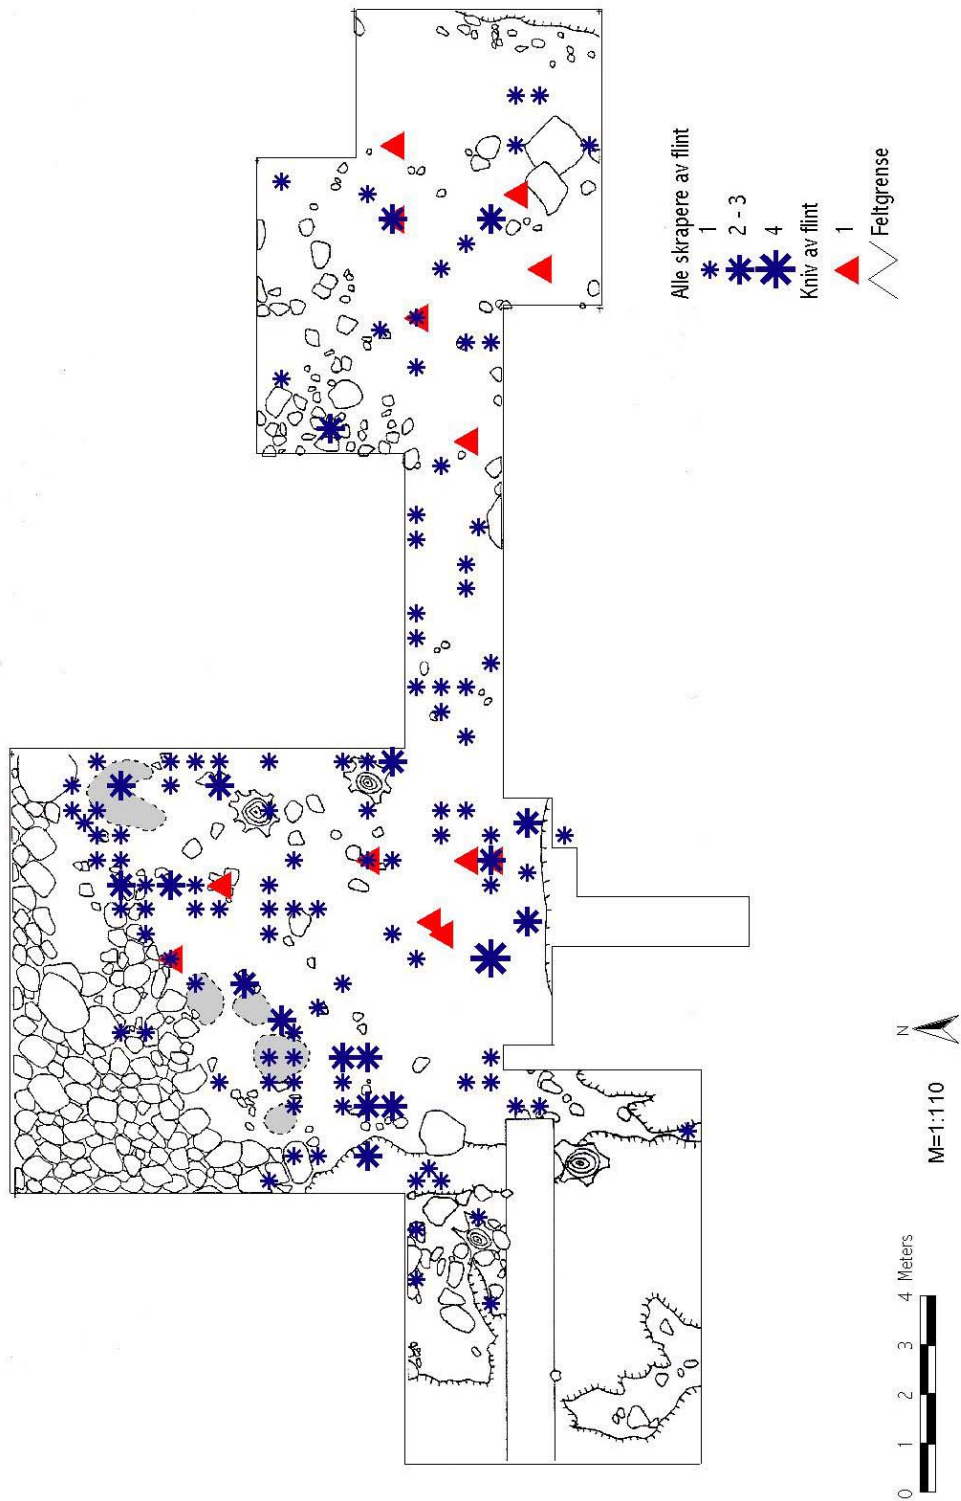 Alle skrapere av flint
1
2 - 3
4
Kniv av flint
1
Feltgrense
N
M=1:110
0 1 2 3 4 Meters